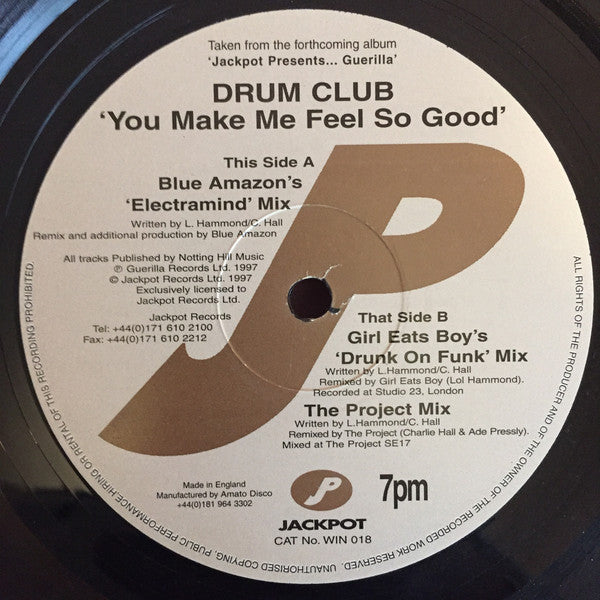 Taken from the forthcoming album
'Jackpot Presents... Guerilla'
DRUM CLUB
'You Make Me Feel So Good'
This Side A
Blue Amazon's
'Electramind' Mix
Written by L. Hammond/C. Hall
Remix and additional production by Blue Amazon
All tracks Published by Notting Hill Music
℗ Guerilla Records Ltd. 1997
© Jackpot Records Ltd. 1997
Exclusively licensed to
Jackpot Records Ltd.
Jackpot Records
Tel: +44(0)171 610 2100
Fax: +44(0)171 610 2212
That Side B
Girl Eats Boy's
'Drunk On Funk' Mix
Written by L.Hammond/C. Hall
Remixed by Girl Eats Boy (Lol Hammond).
Recorded at Studio 23, London
The Project Mix
Written by L.Hammond/C. Hall
Remixed by The Project (Charlie Hall & Ade Pressly).
Mixed at The Project SE17
Made in England
Manufactured by Amato Disco
+44(0)181 964 3302
JP
7pm
JACKPOT
CAT No. WIN 018
ALL RIGHTS OF THE PRODUCER AND OF THE OWNER OF THE RECORDED WORK RESERVED. UNAUTHORISED COPYING, PUBLIC PERFORMANCE HIRING OR RENTAL OF THIS RECORDING PROHIBITED.